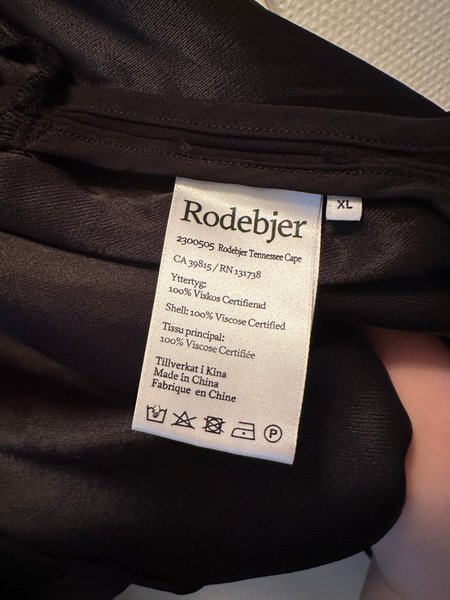 Rodebjer
XL
2300505 Rodebjer Tennessee Cape
CA 39815 / RN 131738
Yttertyg:
100% Viskos Certifierad
Shell: 100% Viscose Certified
Tissu principal:
100% Viscose Certifiée
Tillverkat i Kina
Made in China
Fabrique en Chine
P